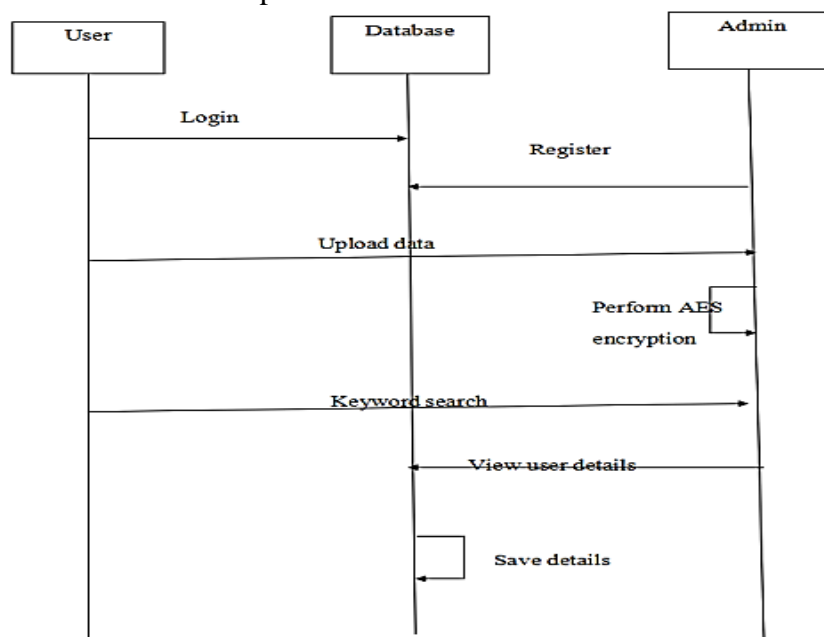 User
Database
Admin
Login
Register
Upload data
Perform AES
encryption
Keyword search
View user details
Save details